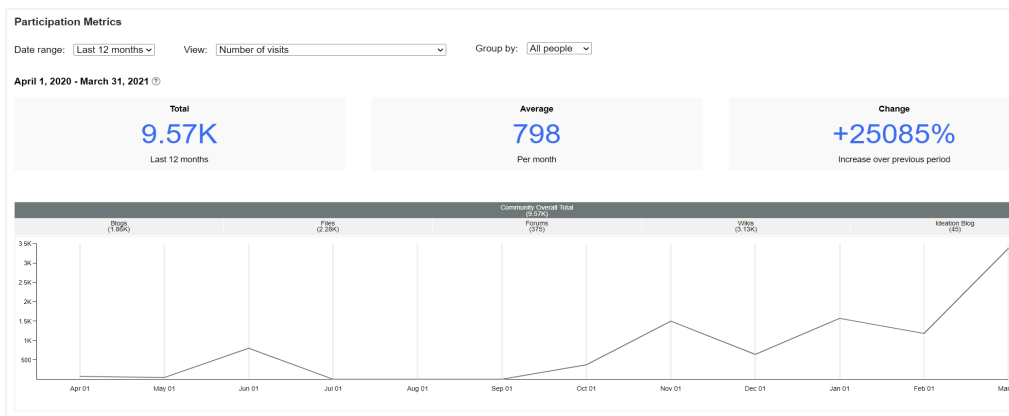 Participation Metrics
Date range: Last 12 months View: Number of visits Group by: All people
April 1, 2020 - March 31, 2021 ?
Total Average Change
9.57K 798 +25085%
Last 12 months Per month Increase over previous period
Community Overall Total
(9.57K)
Blogs Files Forums Wikis Ideation Blog
(1.86K) (2.28K) (375) (3.13K) (45)
3.5K
3K
2.5K
2K
1.5K
1K
500
Apr 01 May 01 Jun 01 Jul 01 Aug 01 Sep 01 Oct 01 Nov 01 Dec 01 Jan 01 Feb 01 Mar